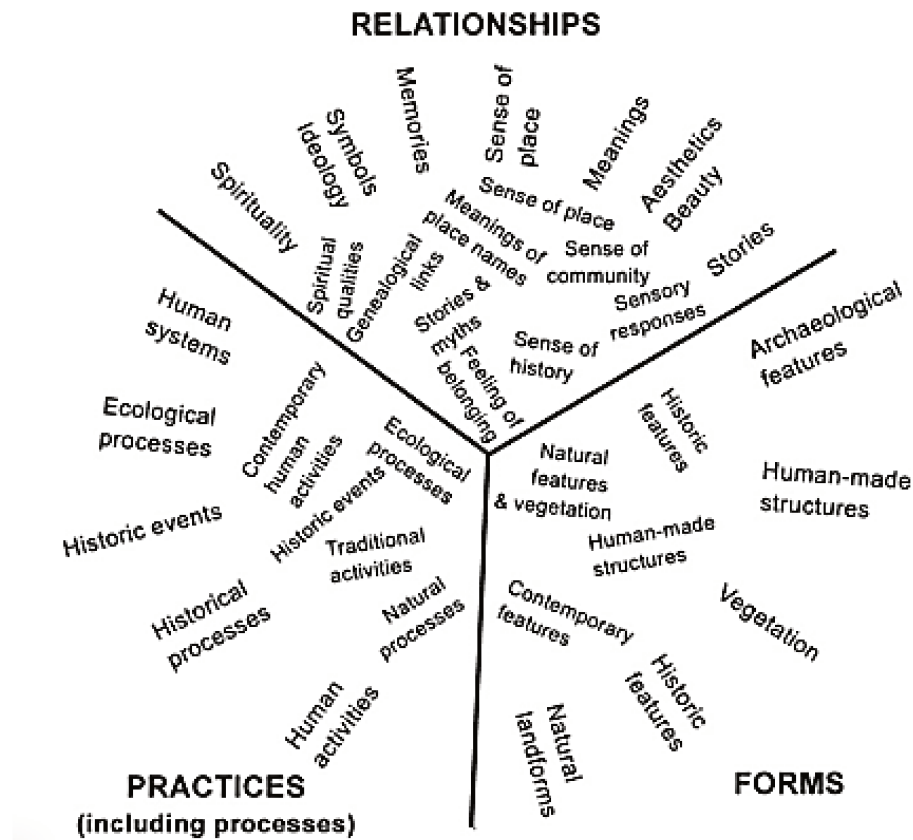 RELATIONSHIPS
Spirituality
Symbols
Ideology
Memories
Sense of
place
Meanings
Aesthetics
Beauty
Stories
Spiritual
qualities
Genealogical
links
Meanings of
place names
Sense of place
Sense of
community
Stories &
myths
Sensory
responses
Sense of
history
Feeling of
belonging
Human
systems
Ecological
processes
Historic events
Historical
processes
Human
activities
Contemporary
human
activities
Ecological
processes
Historic events
Traditional
activities
Natural
processes
PRACTICES
(including processes)
Archaeological
features
Historic
features
Natural
features
& vegetation
Human-made
structures
Human-made
structures
Contemporary
features
Vegetation
Historic
features
Natural
landforms
FORMS